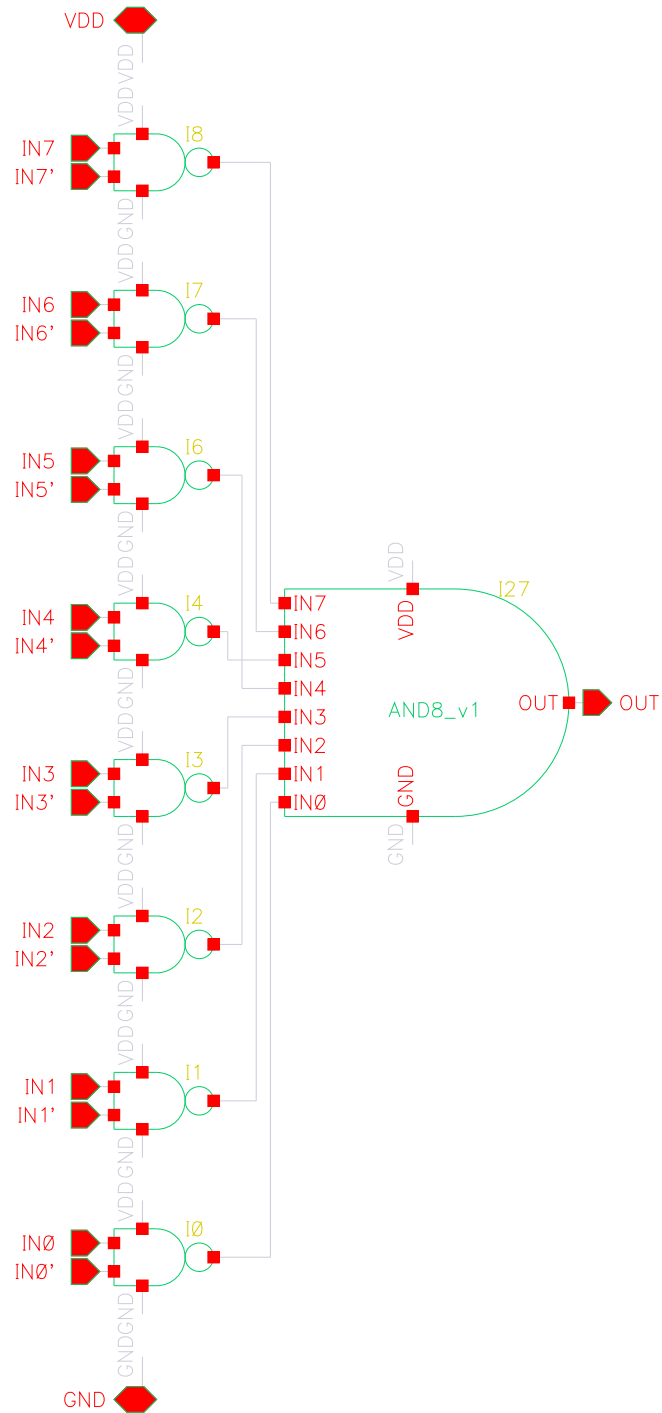 VDD
VDD
VDD
I8
IN7
IN7'
GND
VDD
I7
IN6
IN6'
GND
VDD
I6
IN5
IN5'
GND
VDD
I4
IN4
IN4'
GND
VDD
I3
IN3
IN3'
GND
VDD
I2
IN2
IN2'
GND
VDD
I1
IN1
IN1'
GND
VDD
I0
IN0
IN0'
GND
GND
GND
VDD
I27
VDD
IN7
IN6
IN5
IN4
IN3
IN2
IN1
IN0
AND8_v1
OUT
OUT
GND
GND